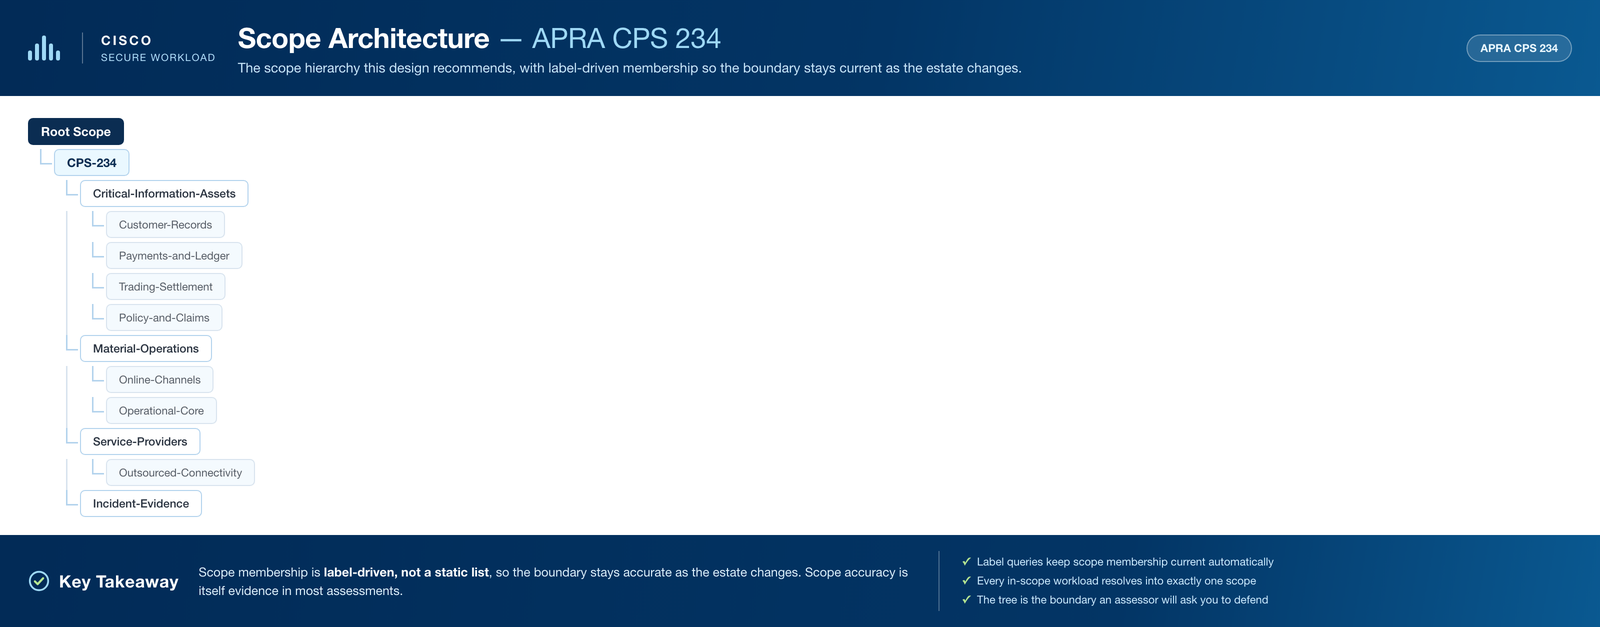 CISCO
SECURE WORKLOAD
Scope Architecture — APRA CPS 234
The scope hierarchy this design recommends, with label-driven membership so the boundary stays current as the estate changes.
APRA CPS 234
Root Scope
CPS-234
Critical-Information-Assets
Customer-Records
Payments-and-Ledger
Trading-Settlement
Policy-and-Claims
Material-Operations
Online-Channels
Operational-Core
Service-Providers
Outsourced-Connectivity
Incident-Evidence
Key Takeaway
Scope membership is label-driven, not a static list, so the boundary stays accurate as the estate changes. Scope accuracy is
itself evidence in most assessments.
✓ Label queries keep scope membership current automatically
✓ Every in-scope workload resolves into exactly one scope
✓ The tree is the boundary an assessor will ask you to defend